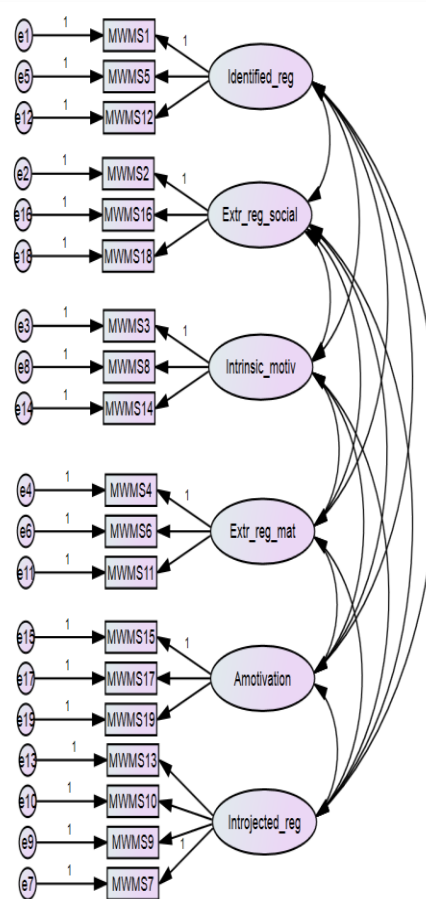 e1 1 MWMS1 1
e5 1 MWMS5 Identified_reg
e12 1 MWMS12
e2 1 MWMS2 1
e16 1 MWMS16 Extr_reg_social
e18 1 MWMS18
e3 1 MWMS3 1
e8 1 MWMS8 Intrinsic_motiv
e14 1 MWMS14
e4 1 MWMS4 1
e6 1 MWMS6 Extr_reg_mat
e11 1 MWMS11
e15 1 MWMS15 1
e17 1 MWMS17 Amotivation
e19 1 MWMS19
e13 1 MWMS13
e10 1 MWMS10 Introjected_reg
e9 1 MWMS9 1
e7 1 MWMS7